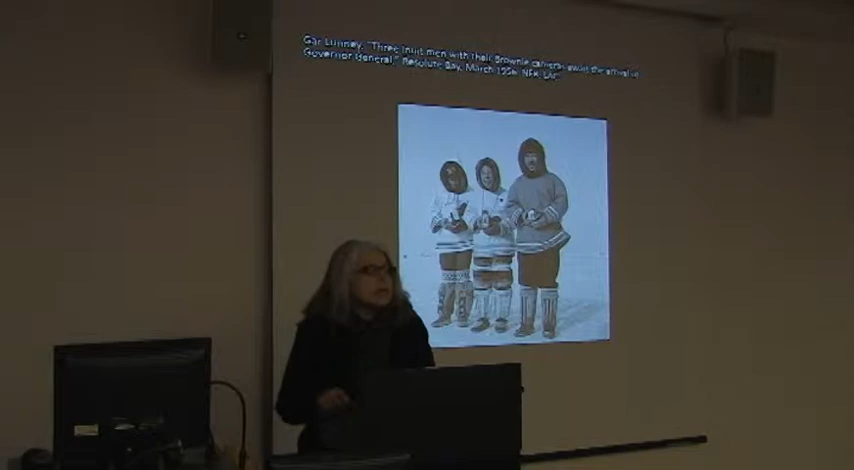 Gar Lunney, "Three Inuit men with their Brownie cameras await the arrival of
Governor General," Resolute Bay, March 1956. NFB. LAC